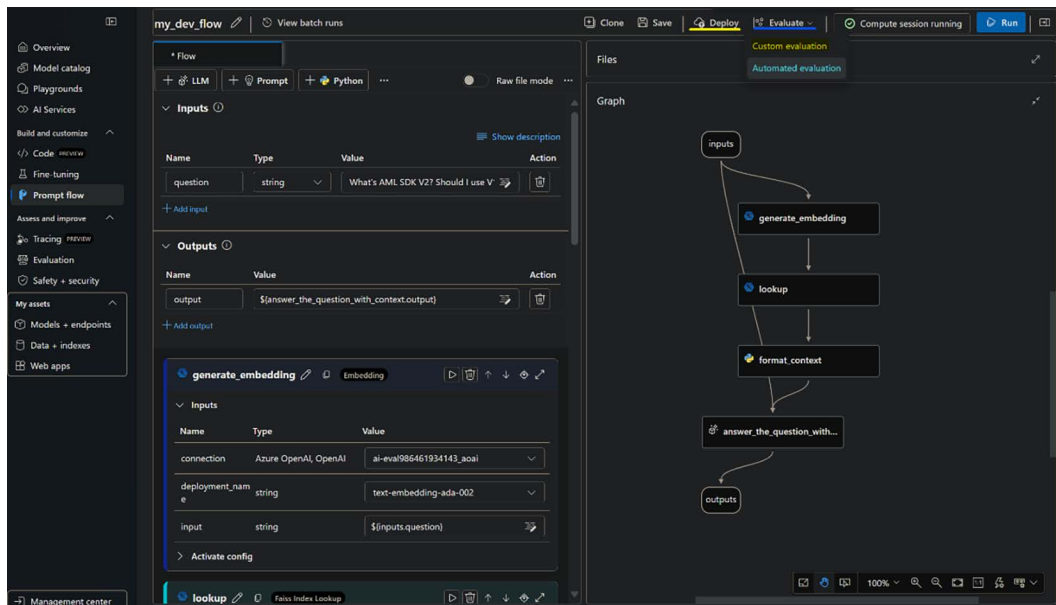 my_dev_flow
View batch runs
Clone
Save
Deploy
Evaluate
Compute session running
Run
Custom evaluation
Automated evaluation
Overview
Model catalog
Playgrounds
AI Services
Build and customize
Code PREVIEW
Fine-tuning
Prompt flow
Assess and improve
Tracing PREVIEW
Evaluation
Safety + security
My assets
Models + endpoints
Data + indexes
Web apps
Management center
* Flow
+ LLM
+ Prompt
+ Python
...
Raw file mode
...
Inputs
Show description
Name Type Value Action
question string What's AML SDK V2? Should I use V
+ Add input
Outputs
Name Value Action
output ${answer_the_question_with_context.output}
+ Add output
generate_embedding Embedding
Inputs
Name Type Value
connection Azure OpenAI, OpenAI ai-eval986461934143_aoai
deployment_nam
e string text-embedding-ada-002
input string ${inputs.question}
Activate config
lookup Faiss Index Lookup
Files
Graph
inputs
generate_embedding
lookup
format_context
answer_the_question_with...
outputs
100%
1:1